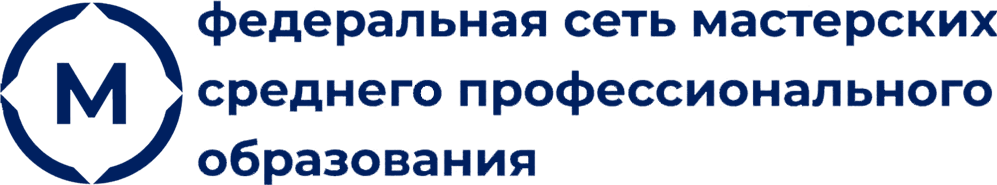 М
федеральная сеть мастерских
среднего профессионального
образования